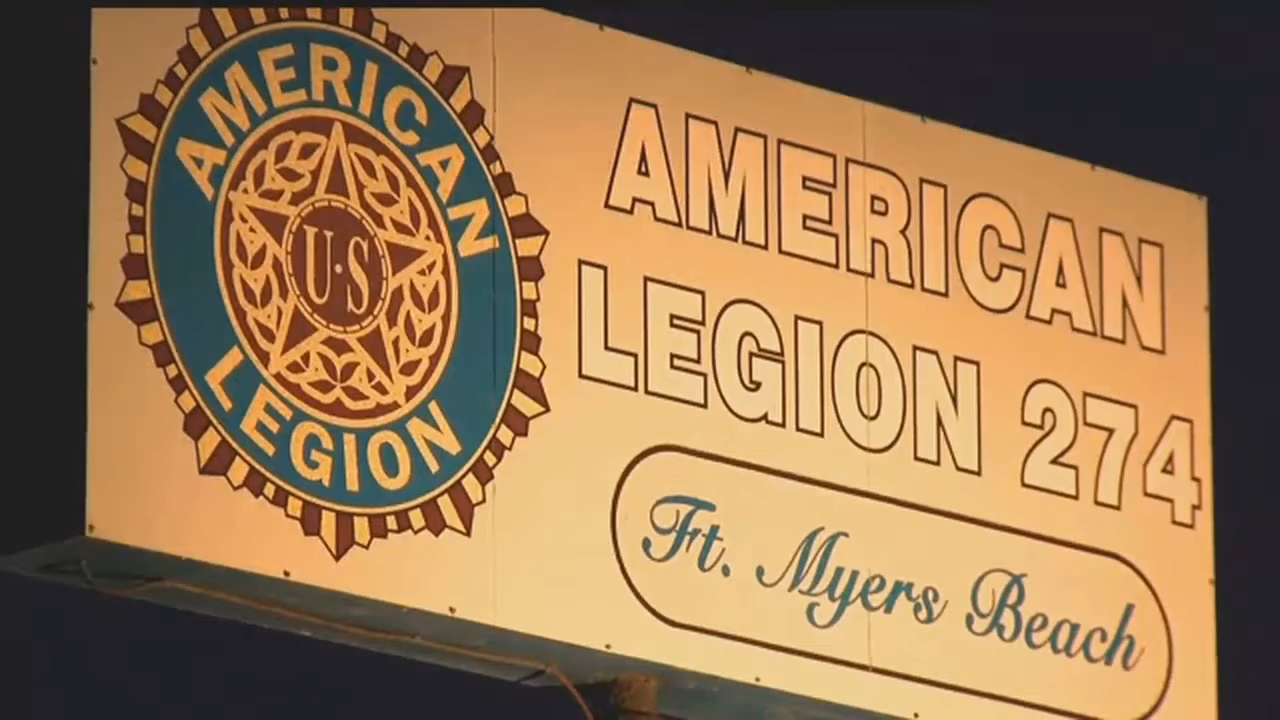 AMERICAN
LEGION
U·S
AMERICAN
LEGION 274
Ft. Myers Beach